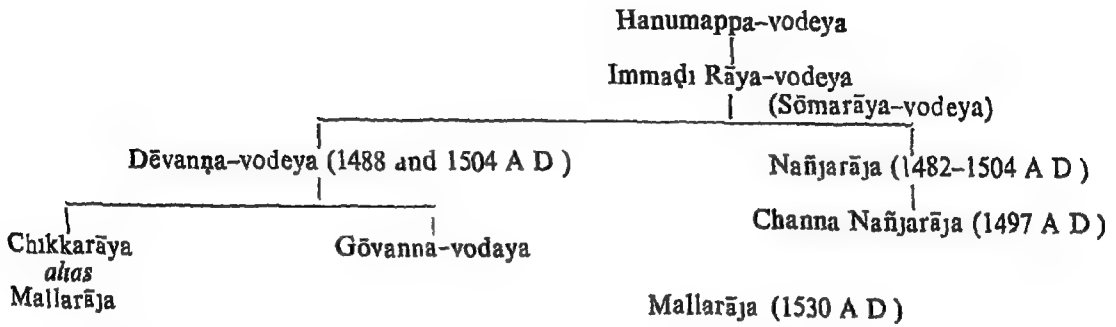 Hanumappa-vodeya
Immaḍi Rāya-vodeya
(Sōmarāya-vodeya)
Dēvaṇṇa-vodeya (1488 and 1504 A D)
Nañjarāja (1482-1504 A D)
Chikkarāya
alias
Mallarāja
Gōvanna-vodaya
Channa Nañjarāja (1497 A D)
Mallarāja (1530 A D)